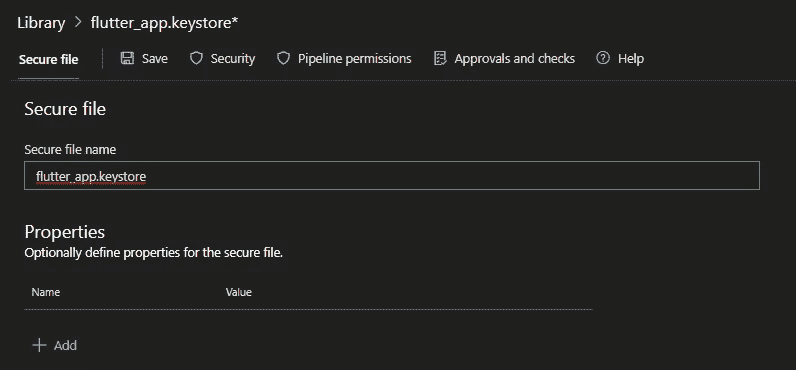 Library > flutter_app.keystore*
Secure file Save Security Pipeline permissions Approvals and checks Help
Secure file
Secure file name
flutter_app.keystore
Properties
Optionally define properties for the secure file.
Name Value
+ Add